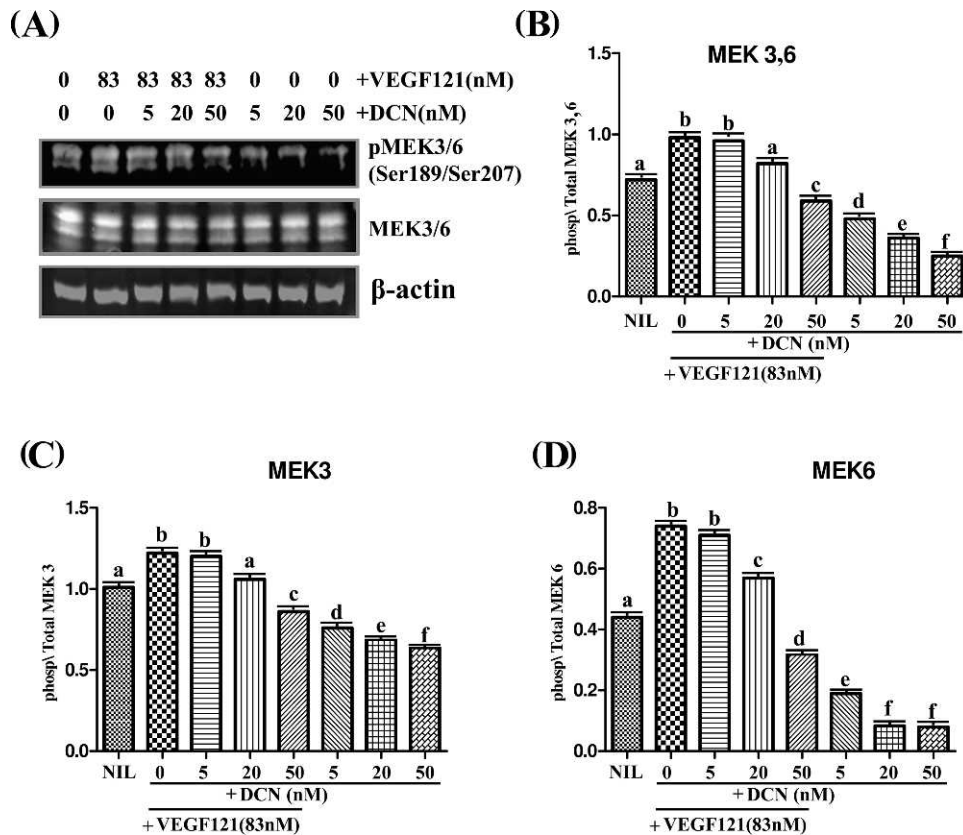 (A)
0 83 83 83 83 0 0 0 +VEGF121(nM)
0 0 5 20 50 5 20 50 +DCN(nM)
pMEK3/6
(Ser189/Ser207)
MEK3/6
β-actin
(B)
MEK 3,6
phosp\ Total MEK 3,6
1.5
1.0
0.5
0.0
a b b a c d e f
NIL 0 5 20 50 5 20 50
+DCN (nM)
+VEGF121(83nM)
(C)
MEK3
phosp\ Total MEK 3
1.5
1.0
0.5
0.0
a b b a c d e f
NIL 0 5 20 50 5 20 50
+DCN (nM)
+VEGF121(83nM)
(D)
MEK6
phosp\ Total MEK 6
0.8
0.6
0.4
0.2
0.0
a b b c d e f f
NIL 0 5 20 50 5 20 50
+DCN (nM)
+VEGF121(83nM)